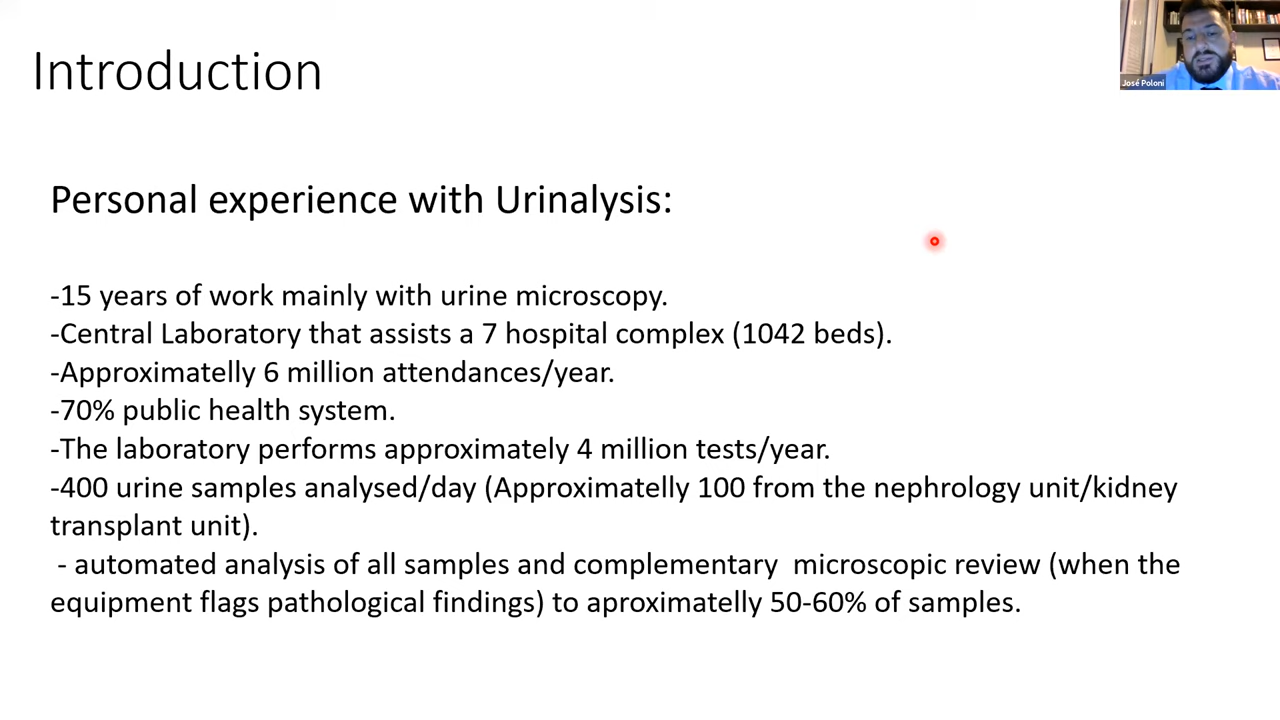 Introduction
José Poloni
Personal experience with Urinalysis:
-15 years of work mainly with urine microscopy.
-Central Laboratory that assists a 7 hospital complex (1042 beds).
-Approximatelly 6 million attendances/year.
-70% public health system.
-The laboratory performs approximately 4 million tests/year.
-400 urine samples analysed/day (Approximatelly 100 from the nephrology unit/kidney
transplant unit).
- automated analysis of all samples and complementary  microscopic review (when the
equipment flags pathological findings) to aproximatelly 50-60% of samples.